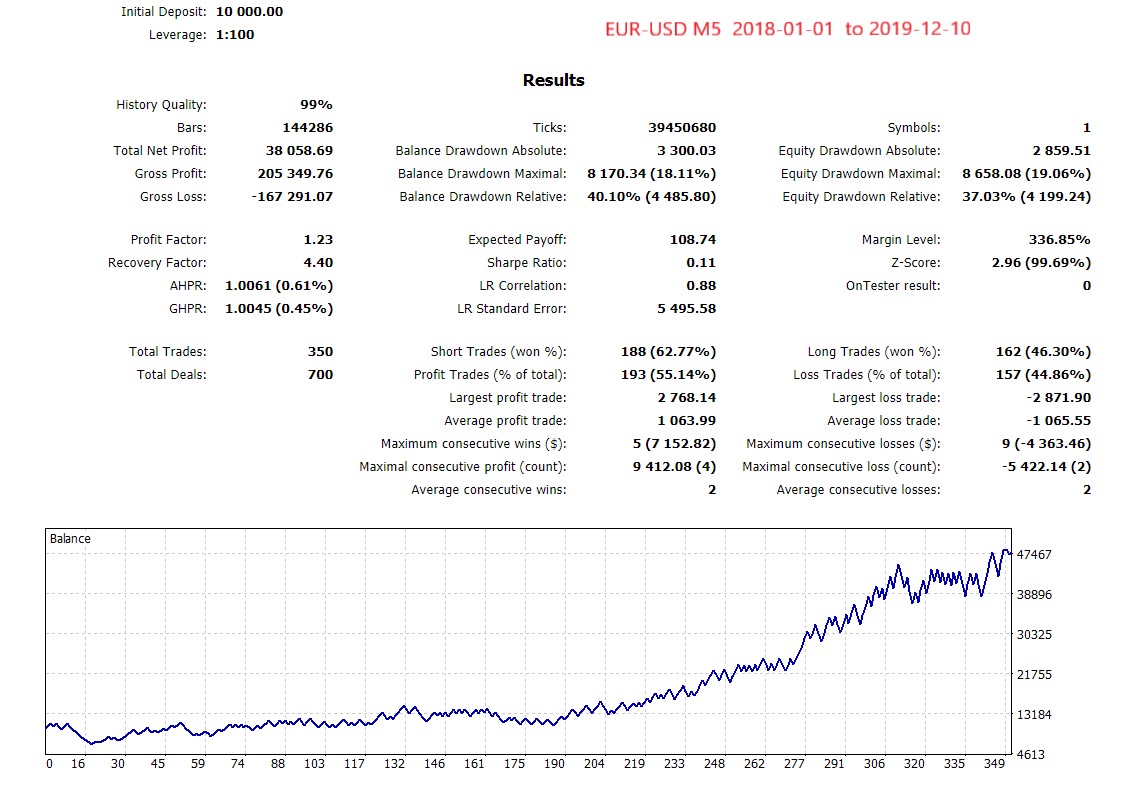 Initial Deposit: 10 000.00
EUR-USD M5 2018-01-01 to 2019-12-10
Leverage: 1:100
Results
History Quality: 99%
Bars: 144286 Ticks: 39450680 Symbols: 1
Total Net Profit: 38 058.69 Balance Drawdown Absolute: 3 300.03 Equity Drawdown Absolute: 2 859.51
Gross Profit: 205 349.76 Balance Drawdown Maximal: 8 170.34 (18.11%) Equity Drawdown Maximal: 8 658.08 (19.06%)
Gross Loss: -167 291.07 Balance Drawdown Relative: 40.10% (4 485.80) Equity Drawdown Relative: 37.03% (4 199.24)
Profit Factor: 1.23 Expected Payoff: 108.74 Margin Level: 336.85%
Recovery Factor: 4.40 Sharpe Ratio: 0.11 Z-Score: 2.96 (99.69%)
AHPR: 1.0061 (0.61%) LR Correlation: 0.88 OnTester result: 0
GHPR: 1.0045 (0.45%) LR Standard Error: 5 495.58
Total Trades: 350 Short Trades (won %): 188 (62.77%) Long Trades (won %): 162 (46.30%)
Total Deals: 700 Profit Trades (% of total): 193 (55.14%) Loss Trades (% of total): 157 (44.86%)
Largest profit trade: 2 768.14 Largest loss trade: -2 871.90
Average profit trade: 1 063.99 Average loss trade: -1 065.55
Maximum consecutive wins ($): 5 (7 152.82) Maximum consecutive losses ($): 9 (-4 363.46)
Maximal consecutive profit (count): 9 412.08 (4) Maximal consecutive loss (count): -5 422.14 (2)
Average consecutive wins: 2 Average consecutive losses: 2
Balance
47467
38896
30325
21755
13184
4613
0 16 30 45 59 74 88 103 117 132 146 161 175 190 204 219 233 248 262 277 291 306 320 335 349